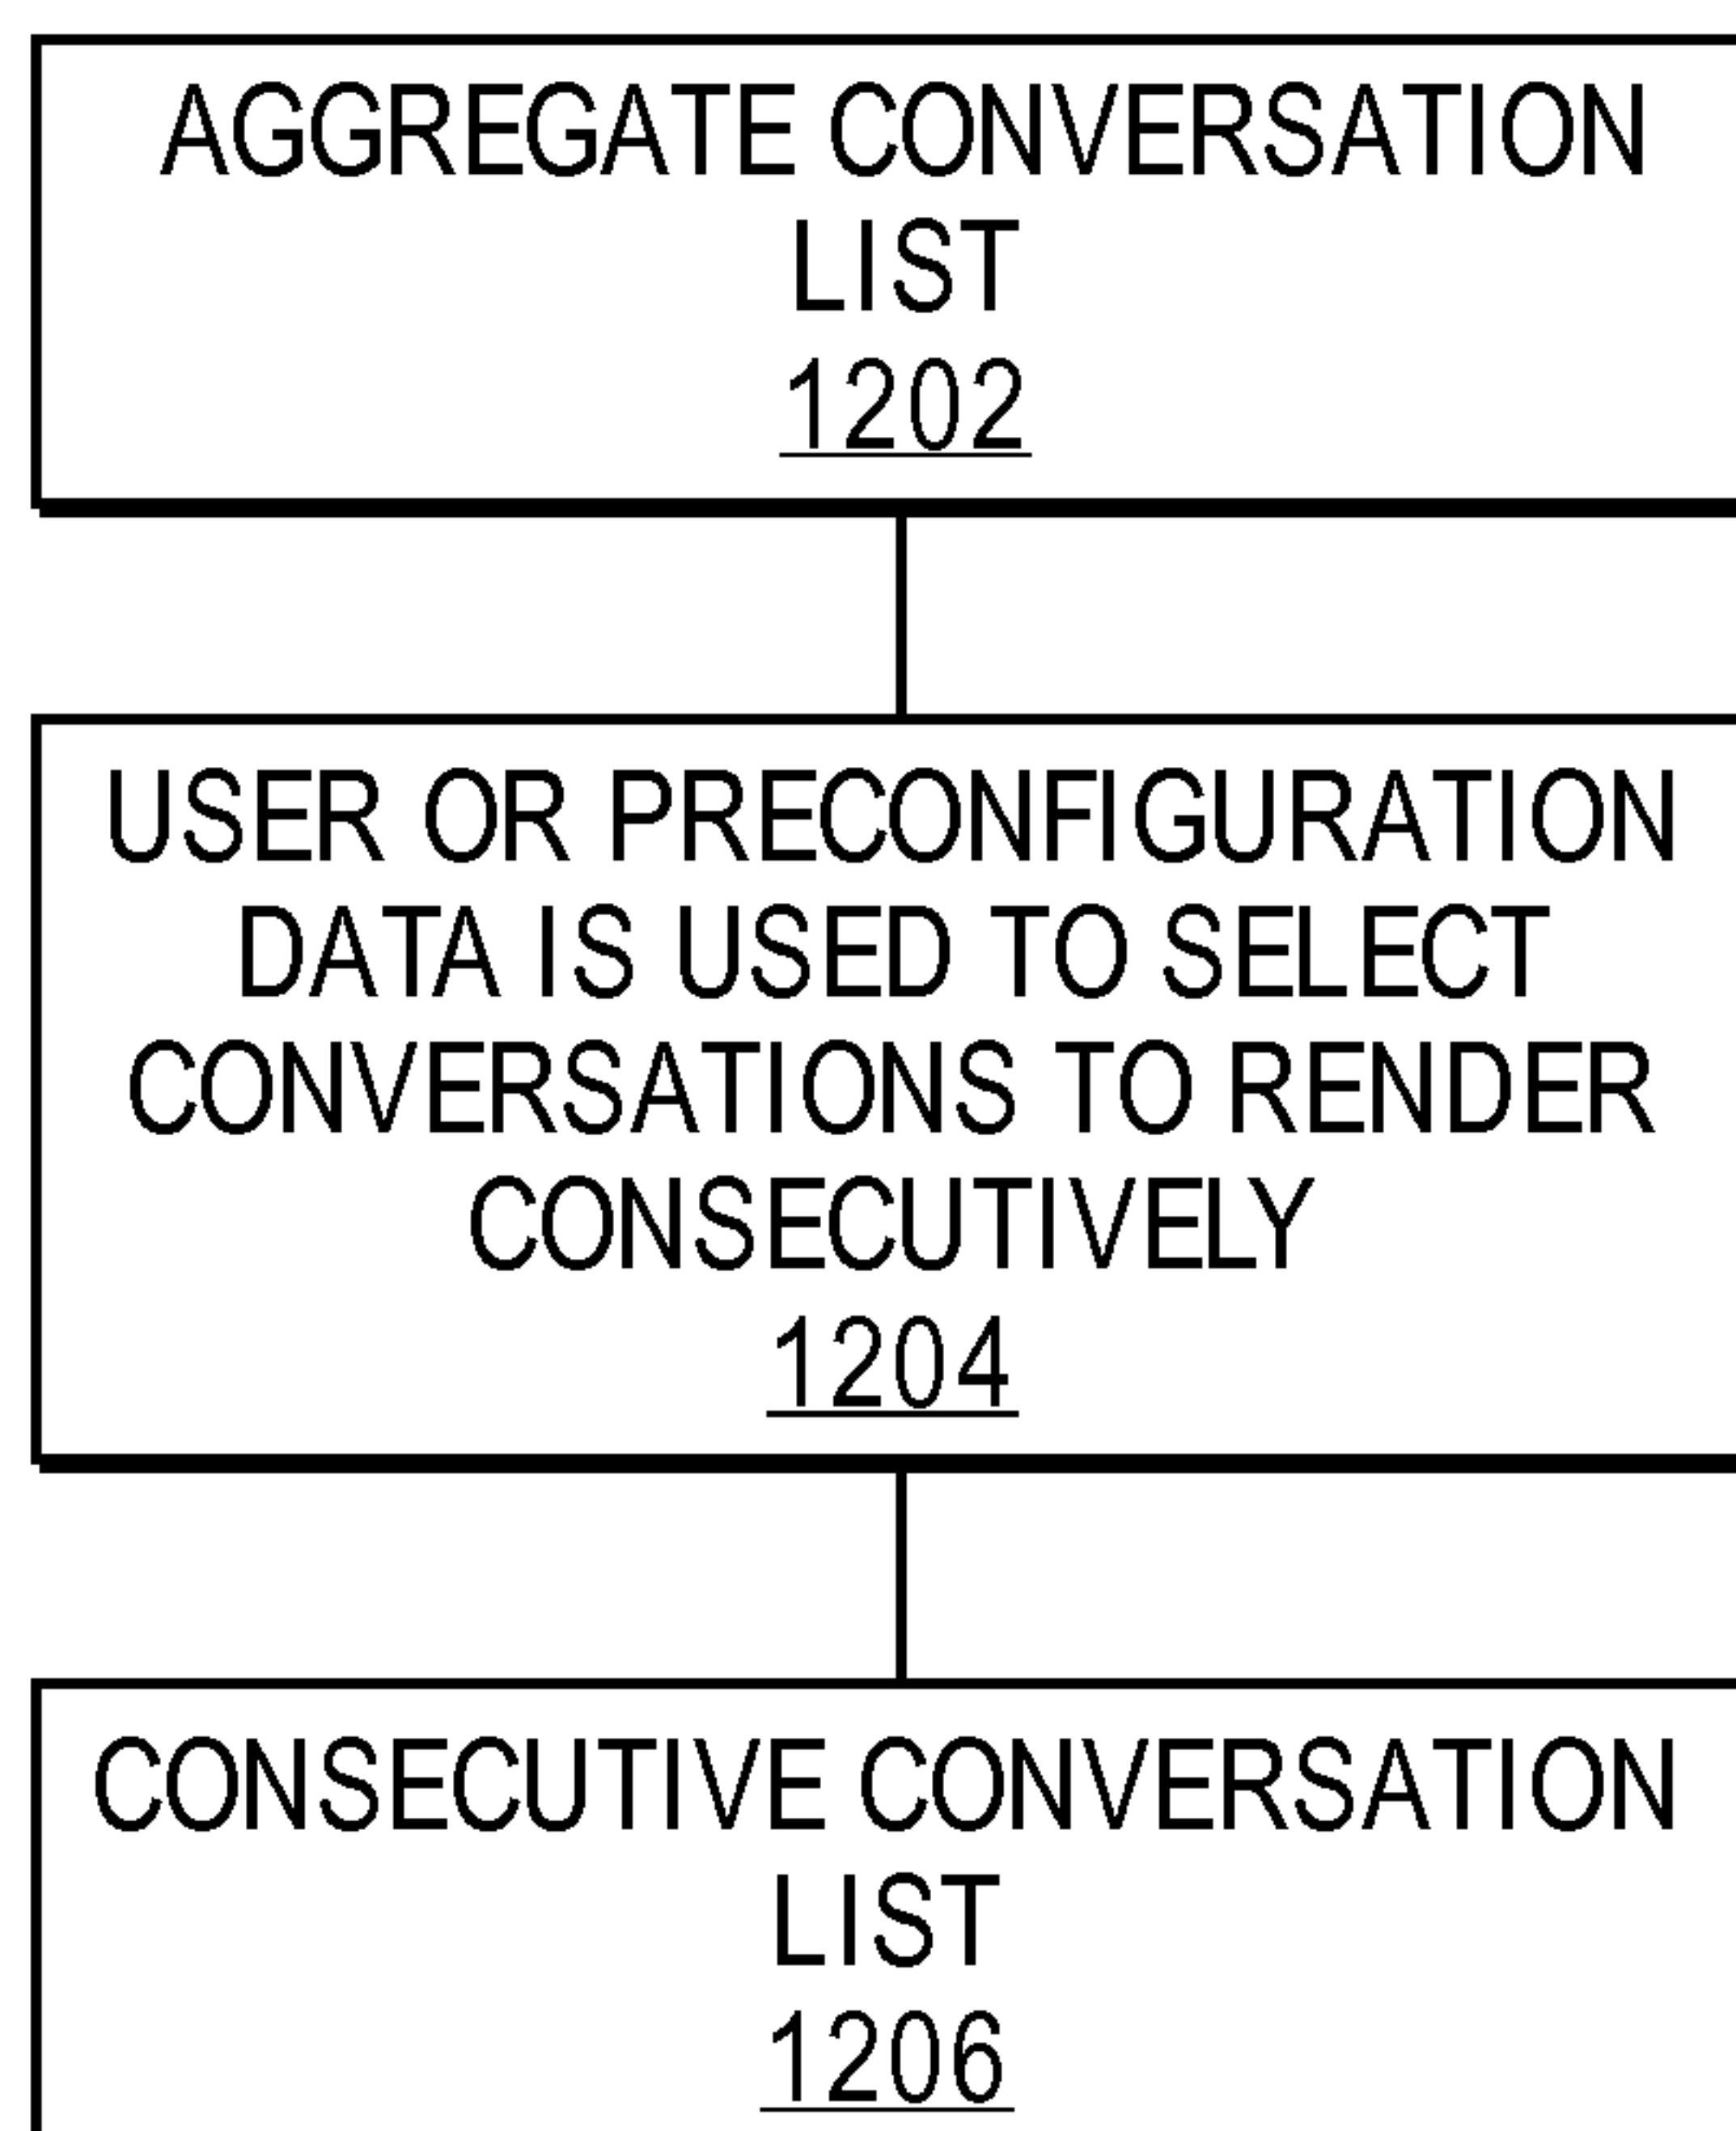 AGGREGATE CONVERSATION
LIST
1202
USER OR PRECONFIGURATION
DATA IS USED TO SELECT
CONVERSATIONS TO RENDER
CONSECUTIVELY
1204
CONSECUTIVE CONVERSATION
LIST
1206